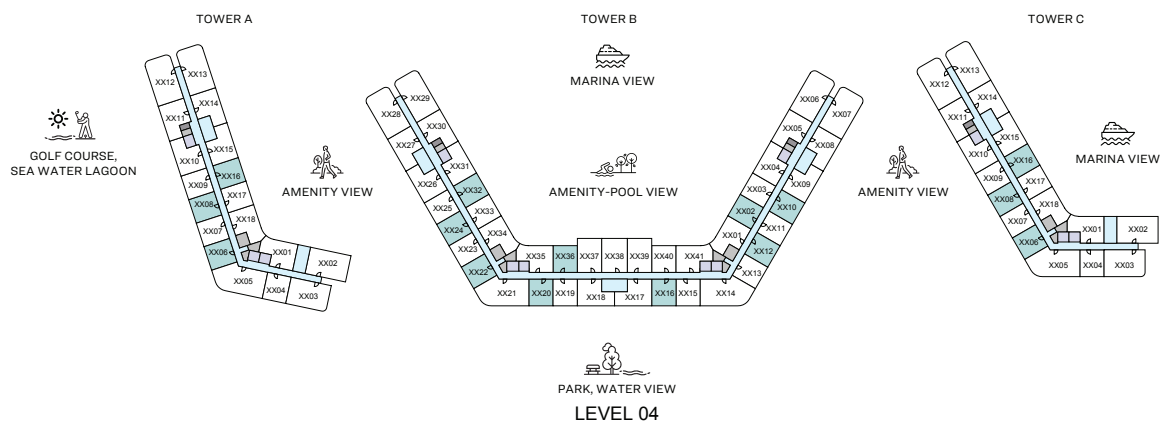 TOWER A
TOWER B
TOWER C
MARINA VIEW
GOLF COURSE,
SEA WATER LAGOON
AMENITY VIEW
AMENITY-POOL VIEW
AMENITY VIEW
MARINA VIEW
XX13
XX12
XX14
XX11
XX15
XX10
XX16
XX09
XX17
XX08
XX18
XX07
XX06
XX01
XX02
XX05
XX04
XX03
XX29
XX28
XX30
XX27
XX31
XX26
XX32
XX25
XX33
XX24
XX34
XX23
XX22
XX35
XX36
XX37
XX38
XX39
XX40
XX41
XX21
XX20
XX19
XX18
XX17
XX16
XX15
XX14
XX06
XX07
XX05
XX08
XX04
XX09
XX03
XX10
XX02
XX11
XX01
XX12
XX13
XX13
XX12
XX14
XX11
XX15
XX10
XX16
XX09
XX17
XX08
XX18
XX07
XX06
XX01
XX02
XX05
XX04
XX03
PARK, WATER VIEW
LEVEL 04